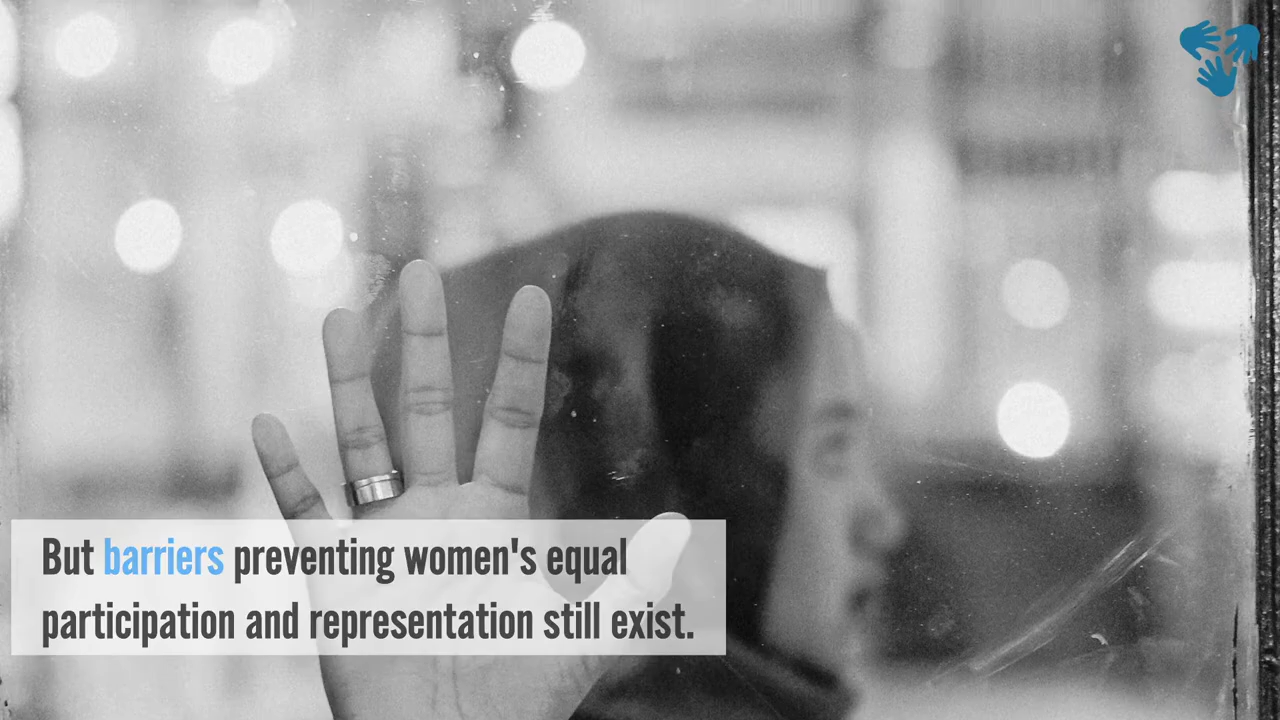 But barriers preventing women's equal
participation and representation still exist.